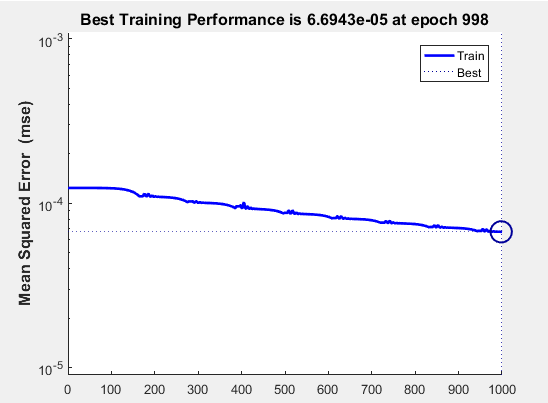 Best Training Performance is 6.6943e-05 at epoch 998
Train
Best
Mean Squared Error (mse)
10-3
10-4
10-5
0 100 200 300 400 500 600 700 800 900 1000